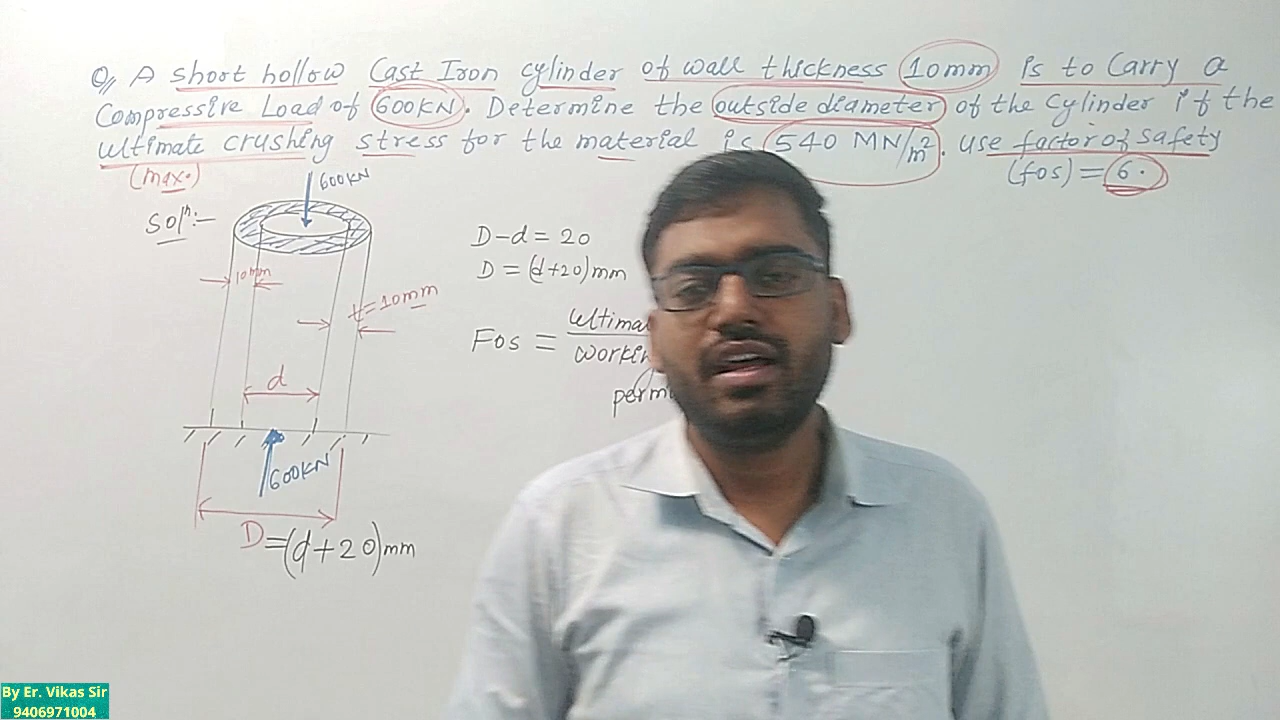 Q, A short hollow Cast Iron cylinder of wall thickness 10mm is to Carry a
Compressive Load of 600KN. Determine the outside diameter of the Cylinder if the
ultimate crushing stress for the material is 540 MN/m². use factor of safety
(max.)
(fos) = 6.
600KN
Solⁿ:-
D-d = 20
D = (d+20)mm
10mm
t=10mm
Fos =
d
600KN
D=(d+20)mm
By Er. Vikas Sir
9406971004